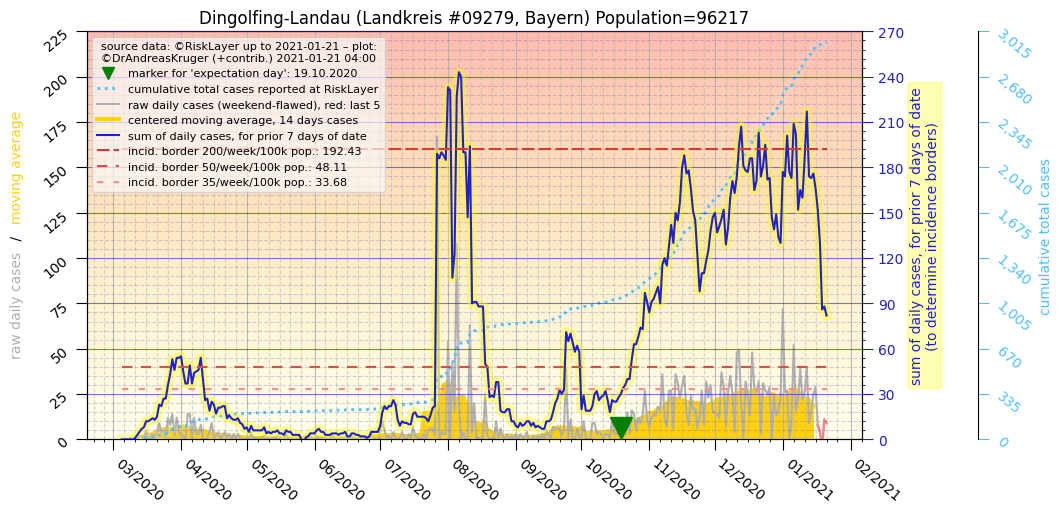 Dingolfing-Landau (Landkreis #09279, Bayern) Population=96217
source data: ©RiskLayer up to 2021-01-21 – plot:
©DrAndreasKruger (+contrib.) 2021-01-21 04:00
marker for 'expectation day': 19.10.2020
cumulative total cases reported at RiskLayer
raw daily cases (weekend-flawed), red: last 5
centered moving average, 14 days cases
sum of daily cases, for prior 7 days of date
incid. border 200/week/100k pop.: 192.43
incid. border 50/week/100k pop.: 48.11
incid. border 35/week/100k pop.: 33.68
raw daily cases / moving average
225
200
175
150
125
100
75
50
25
0
03/2020
04/2020
05/2020
06/2020
07/2020
08/2020
09/2020
10/2020
11/2020
12/2020
01/2021
02/2021
270
240
210
180
150
120
90
60
30
0
sum of daily cases, for prior 7 days of date
(to determine incidence borders)
3,015
2,680
2,345
2,010
1,675
1,340
1,005
670
335
0
cumulative total cases